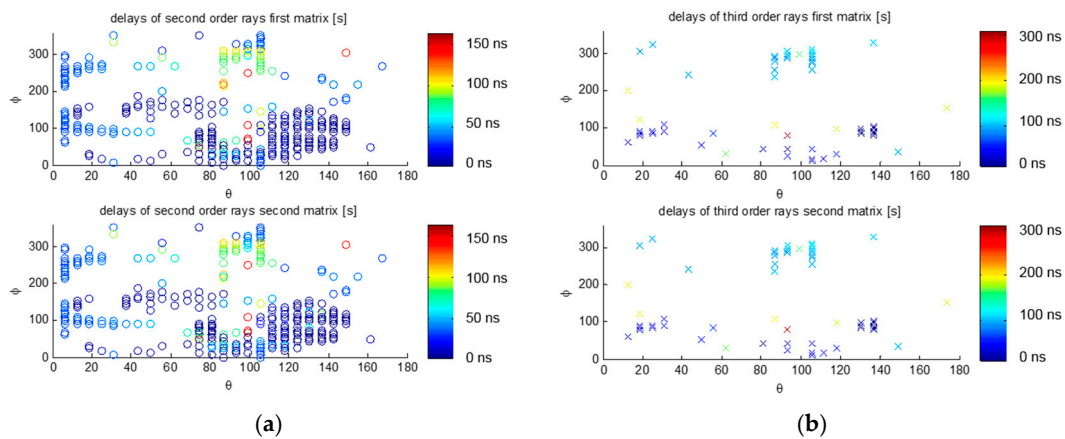 delays of second order rays first matrix [s]
350
300
250
200
150
100
50
0
ϕ
0 20 40 60 80 100 120 140 160 180
θ
150 ns
100 ns
50 ns
0 ns
delays of second order rays second matrix [s]
300
200
100
0
ϕ
0 20 40 60 80 100 120 140 160 180
θ
150 ns
100 ns
50 ns
0 ns
(a)
delays of third order rays first matrix [s]
350
300
250
200
150
100
50
0
ϕ
0 20 40 60 80 100 120 140 160 180
θ
300 ns
200 ns
100 ns
0 ns
delays of third order rays second matrix [s]
350
300
250
200
150
100
50
0
ϕ
0 20 40 60 80 100 120 140 160 180
θ
300 ns
200 ns
100 ns
0 ns
(b)